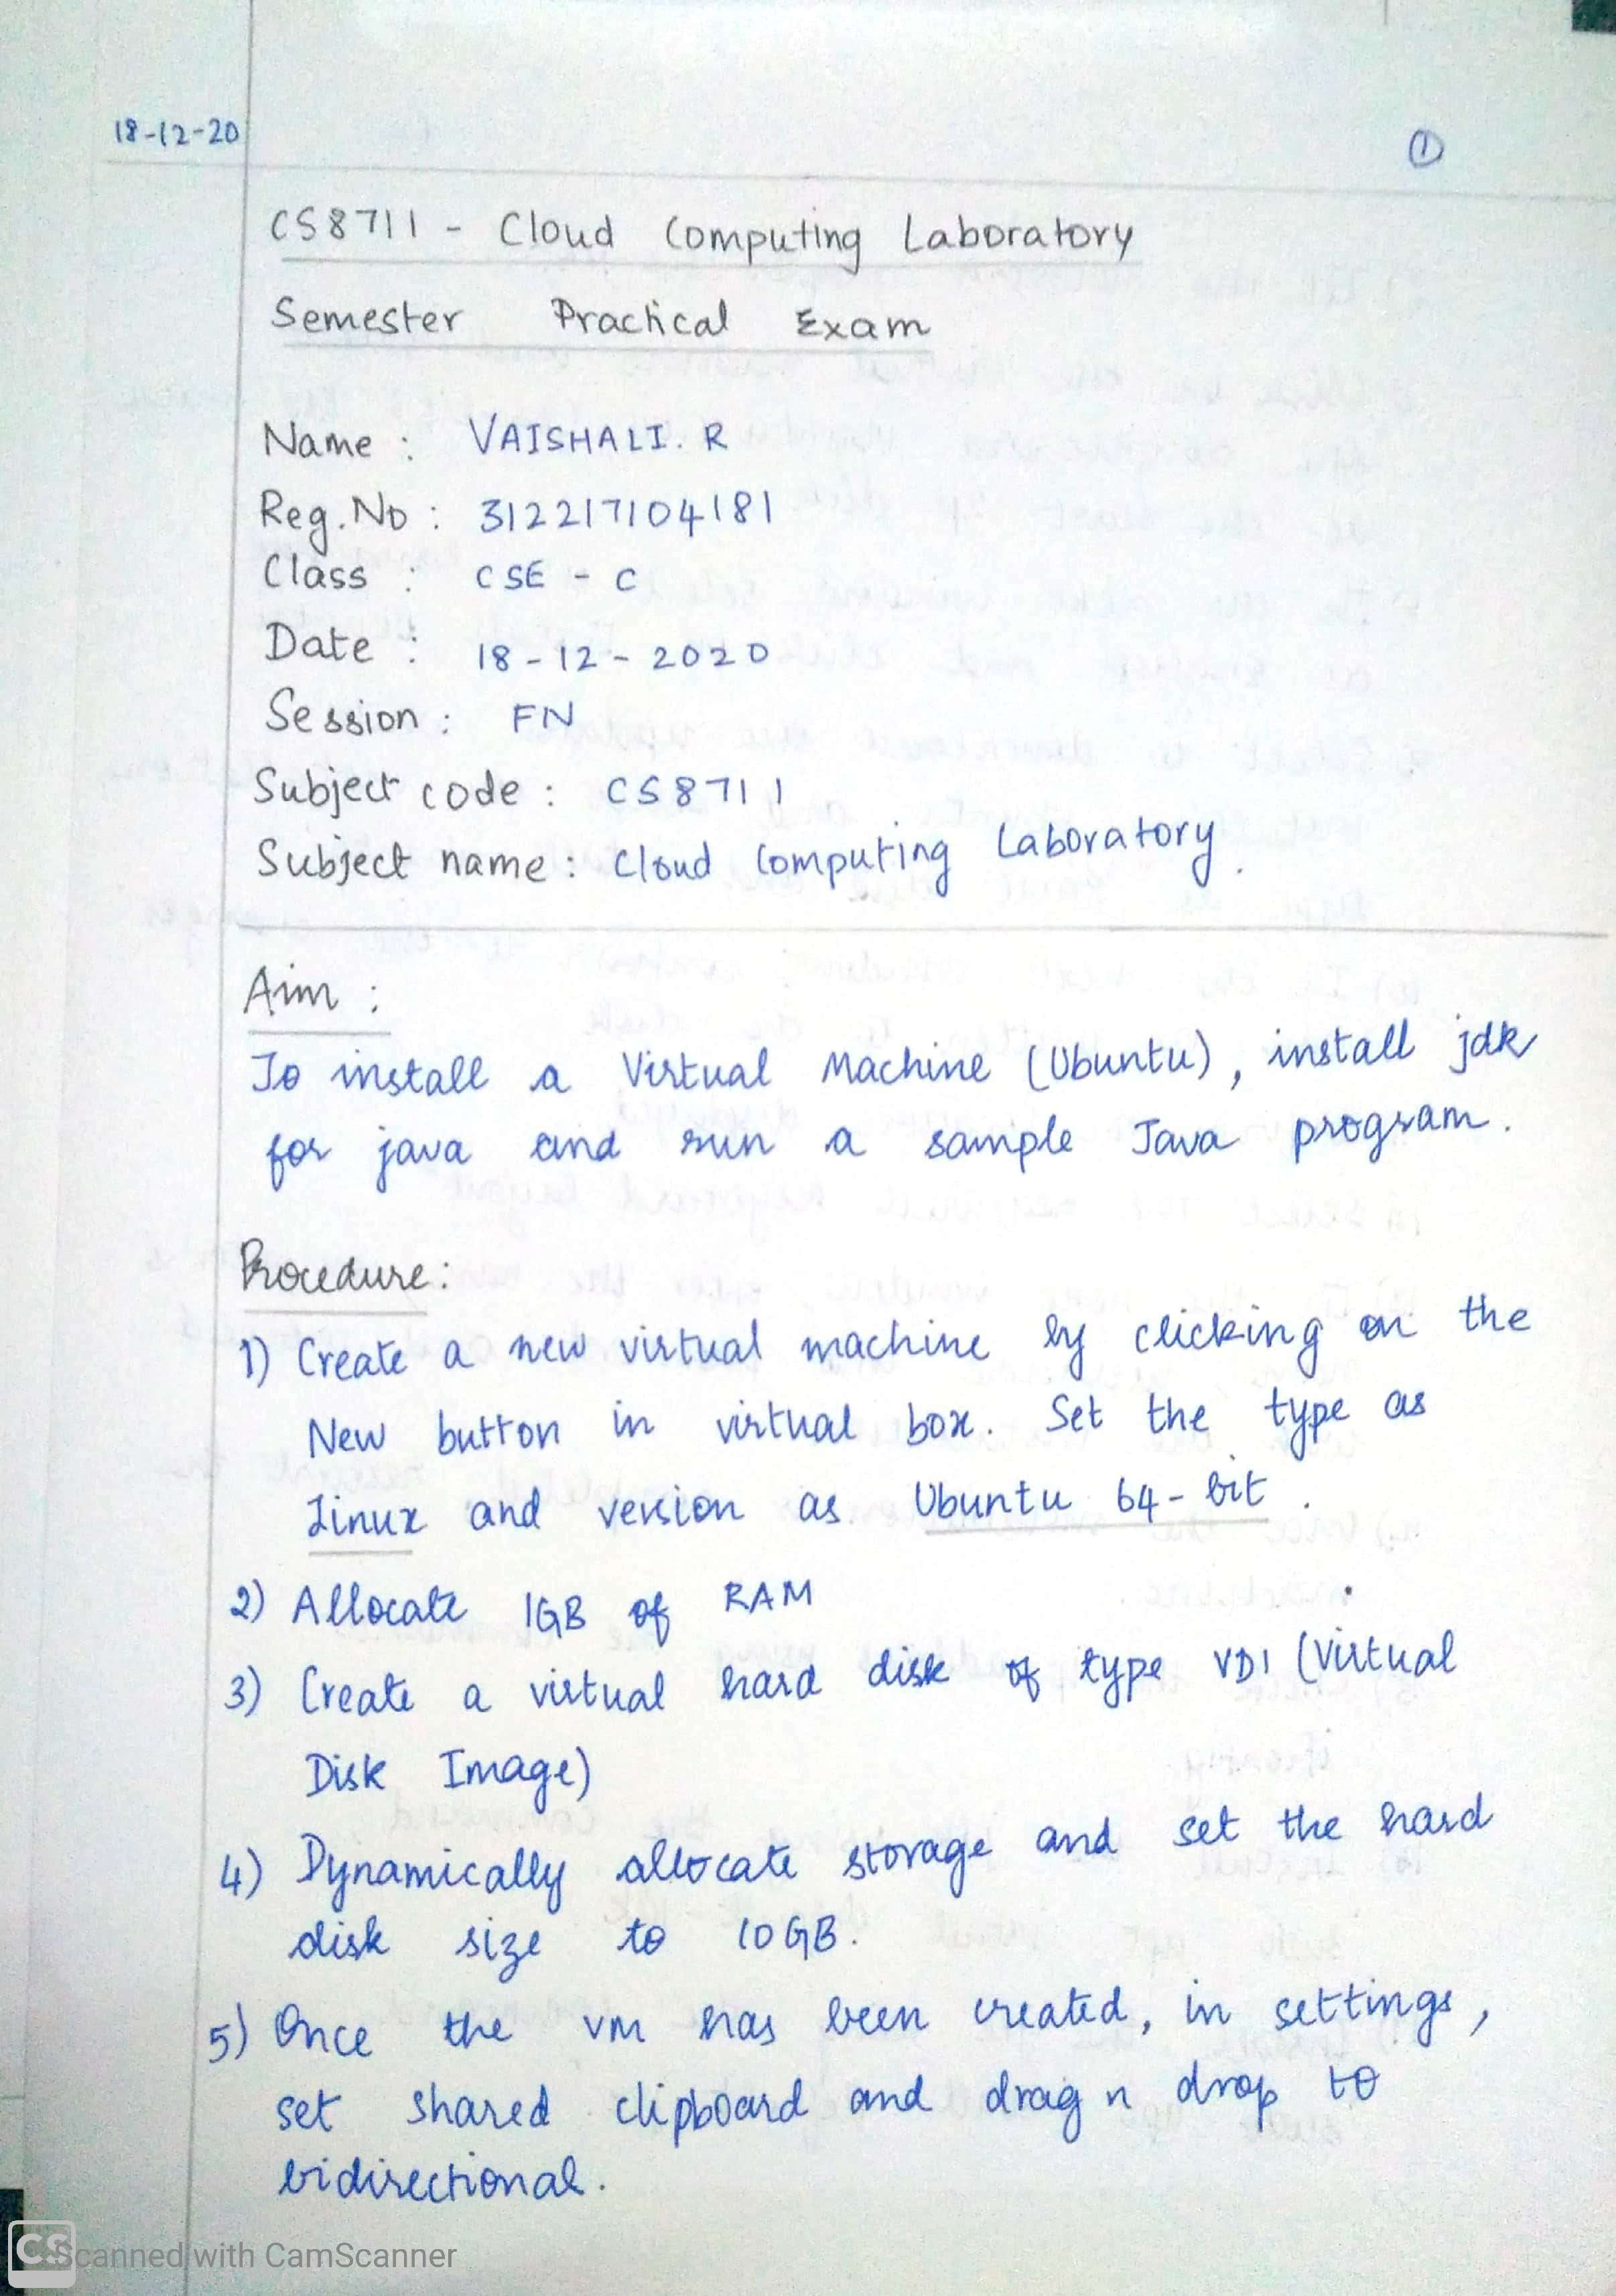 18-12-20
1
CS8711 - Cloud Computing Laboratory
Semester Practical Exam
Name : VAISHALI. R
Reg.No : 312217104181
Class : CSE - C
Date : 18-12-2020
Session : FN
Subject code : CS8711
Subject name : Cloud Computing Laboratory.
Aim :
To install a Virtual Machine (Ubuntu), install jdk
for java and run a sample Java program.
Procedure:
1) Create a new virtual machine by clicking on the
New button in virtual box. Set the type as
Linux and version as Ubuntu 64-bit.
2) Allocate 1GB of RAM
3) Create a virtual hard disk of type VDI (Virtual
Disk Image)
4) Dynamically allocate storage and set the hard
disk size to 10GB.
5) Once the VM has been created, in settings,
set shared clipboard and drag n drop to
bidirectional.
CS Scanned with CamScanner